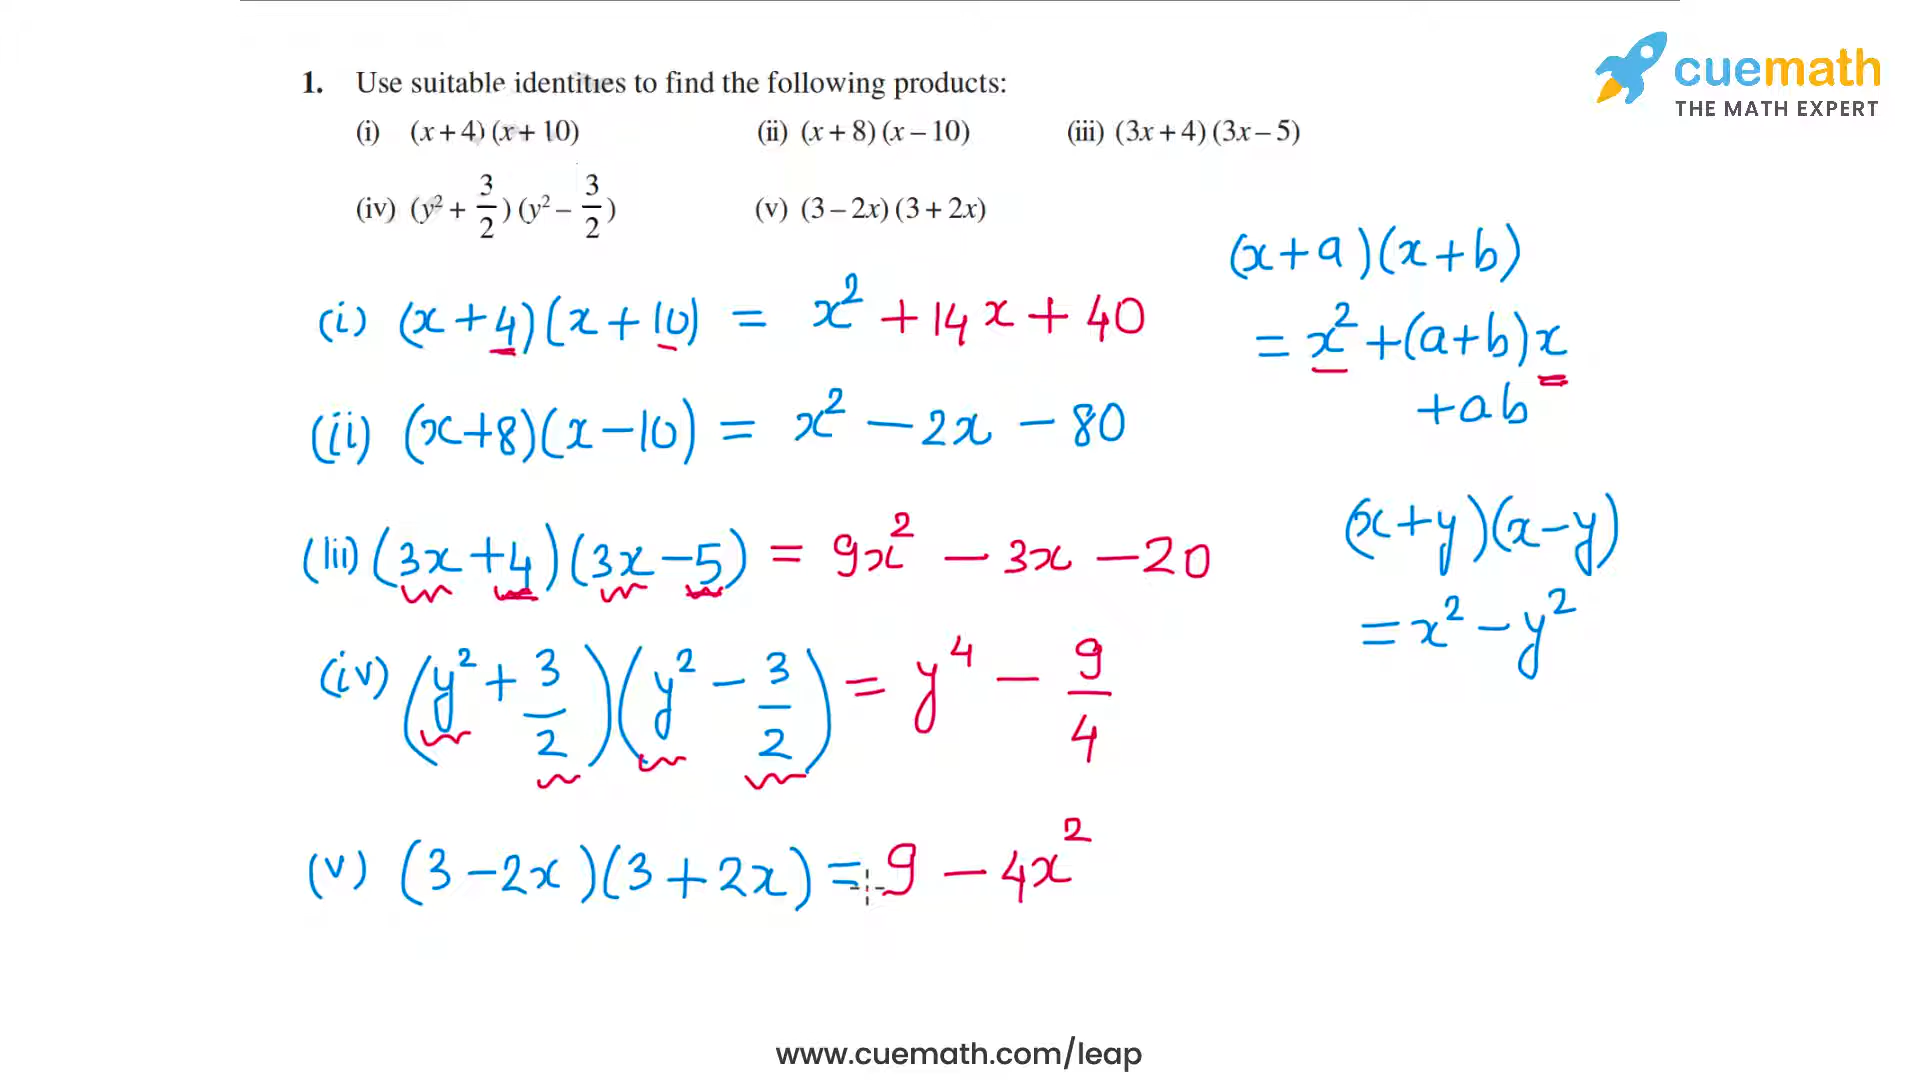 cuemath
THE MATH EXPERT
1. Use suitable identities to find the following products:
(i) (x + 4) (x + 10) (ii) (x + 8) (x – 10) (iii) (3x + 4) (3x – 5)
(iv) (y² + 3/2) (y² – 3/2) (v) (3 – 2x) (3 + 2x)
(x+a)(x+b)
= x² +(a+b)x
+ab
(i) (x+4)(x+10) = x² +14x+40
(ii) (x+8)(x-10) = x² - 2x - 80
(iii) (3x+4)(3x-5) = 9x² - 3x - 20
(x+y)(x-y)
= x² - y²
(iv) (y² + 3/2)(y² - 3/2) = y⁴ - 9/4
(v) (3-2x)(3+2x) = 9 - 4x²
www.cuemath.com/leap